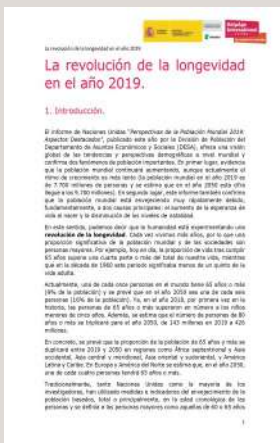 La revolución de la longevidad en el año 2019
La revolución de la longevidad
en el año 2019.
1. Introducción.
El informe de Naciones Unidas "Perspectivas de la Población Mundial 2019:
Aspectos Destacados", publicado este año por la División de Población del
Departamento de Asuntos Económicos y Sociales (DESA), ofrece una visión
global de las tendencias y perspectivas demográficas a nivel mundial y
confirma dos fenómenos de población importantes. En primer lugar, evidencia
que la población mundial continuará aumentando, aunque actualmente el
ritmo de crecimiento es más lento (la población mundial en el año 2019 es
de 7.700 millones de personas y se estima que en el año 2050 esta cifra
llegue a los 9.700 millones). En segundo lugar, este informe también confirma
que la población mundial está envejeciendo muy rápidamente debido,
fundamentalmente, a dos causas principales: el aumento de la esperanza de
vida al nacer y la disminución de los niveles de natalidad.
En este sentido, podemos decir que la humanidad está experimentando una
revolución de la longevidad. Cada vez vivimos más años, por lo que una
proporción significativa de la población mundial y de las sociedades son
personas mayores. Por ejemplo, hoy en día, la proporción de vida tras cumplir
65 años supone una cuarta parte o más del total de nuestra vida, mientras
que en la década de 1960 este período significaba menos de un quinto de la
vida adulta.
Actualmente, una de cada once personas en el mundo tiene 65 años o más
(9% de la población) y se prevé que en el año 2050 sea una de cada seis
personas (16% de la población). Ya, en el año 2018, por primera vez en la
historia, las personas de 65 años o más superaron en número a los niños
menores de cinco años. Además, se estima que el número de personas de 80
años o más se triplicará para el año 2050, de 143 millones en 2019 a 426
millones.
En concreto, se prevé que la proporción de la población de 65 años y más se
duplicará entre 2019 y 2050 en regiones como África septentrional y Asia
occidental, Asia central y meridional, Asia oriental y sudoriental, y América
Latina y Caribe. En Europa y América del Norte se estima que, en el año 2050,
una de cada cuatro personas tendrá 65 años o más.
Tradicionalmente, tanto Naciones Unidas como la mayoría de los
investigadores, han utilizado medidas e indicadores del envejecimiento de la
población basados, total o principalmente, en la edad cronológica de las
personas y se definía a las personas mayores como aquellas de 60 o 65 años
1